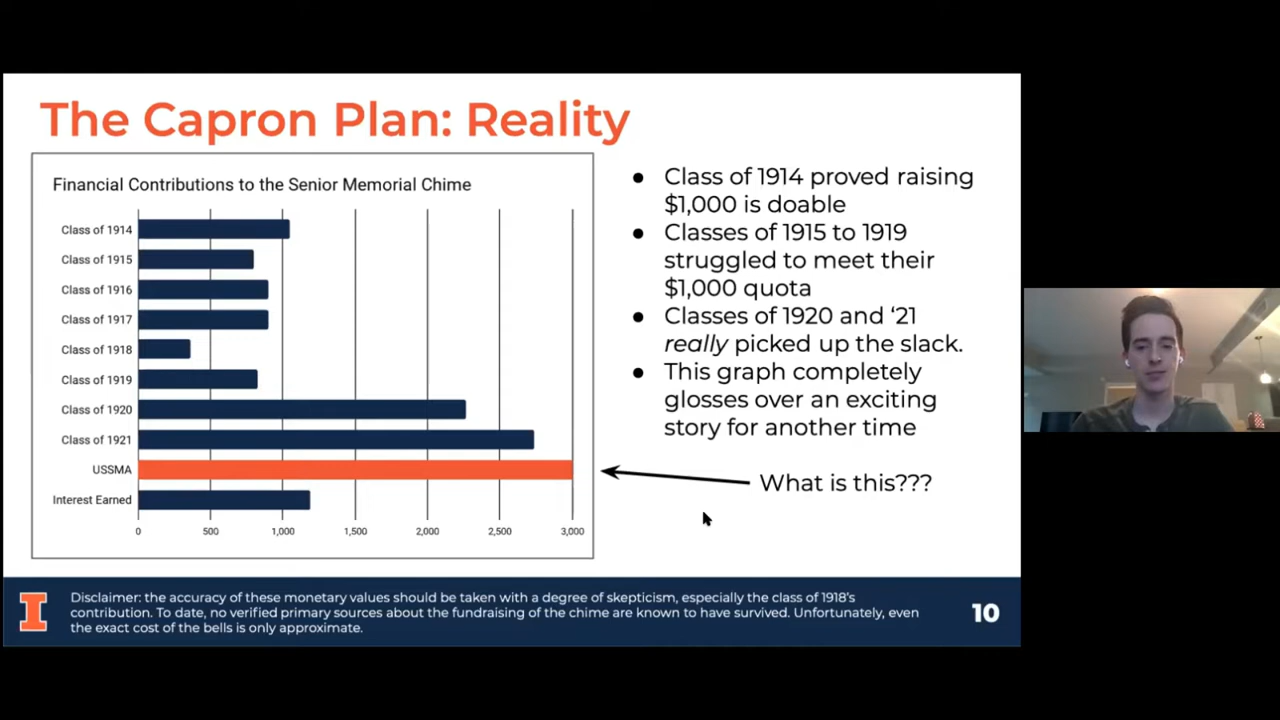 The Capron Plan: Reality
Financial Contributions to the Senior Memorial Chime
Class of 1914
Class of 1915
Class of 1916
Class of 1917
Class of 1918
Class of 1919
Class of 1920
Class of 1921
USSMA
Interest Earned
0 500 1,000 1,500 2,000 2,500 3,000
Class of 1914 proved raising
$1,000 is doable
Classes of 1915 to 1919
struggled to meet their
$1,000 quota
Classes of 1920 and ‘21
really picked up the slack.
This graph completely
glosses over an exciting
story for another time
What is this???
I
Disclaimer: the accuracy of these monetary values should be taken with a degree of skepticism, especially the class of 1918’s
contribution. To date, no verified primary sources about the fundraising of the chime are known to have survived. Unfortunately, even
the exact cost of the bells is only approximate.
10